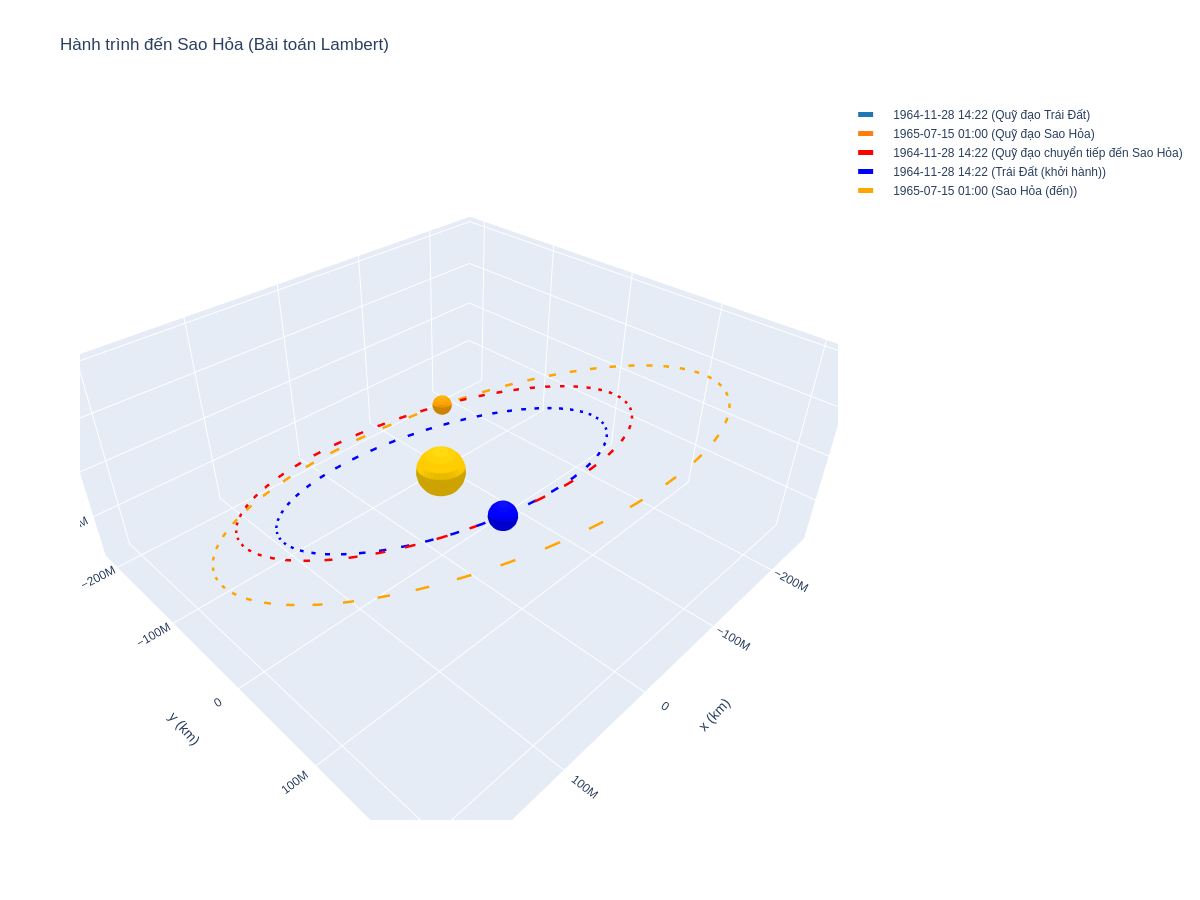 Hành trình đến Sao Hỏa (Bài toán Lambert)
1964-11-28 14:22 (Quỹ đạo Trái Đất)
1965-07-15 01:00 (Quỹ đạo Sao Hỏa)
1964-11-28 14:22 (Quỹ đạo chuyển tiếp đến Sao Hỏa)
1964-11-28 14:22 (Trái Đất (khởi hành))
1965-07-15 01:00 (Sao Hỏa (đến))
M
−200M
−100M
0
100M
y (km)
−200M
−100M
0
100M
x (km)